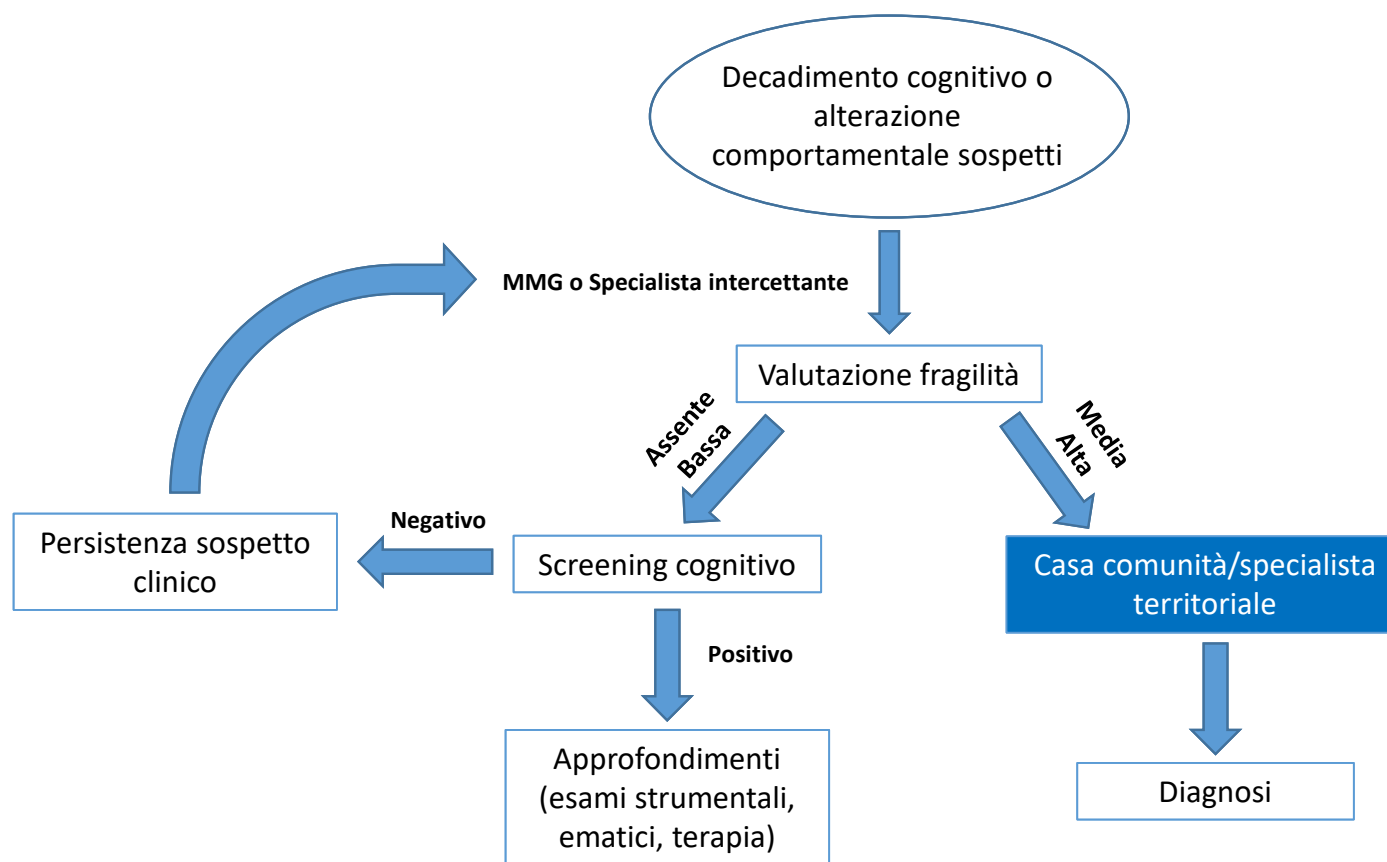 Decadimento cognitivo o
alterazione
comportamentale sospetti
MMG o Specialista intercettante
Valutazione fragilità
Assente
Bassa
Media
Alta
Negativo
Persistenza sospetto
clinico
Screening cognitivo
Casa comunità/specialista
territoriale
Positivo
Approfondimenti
(esami strumentali,
ematici, terapia)
Diagnosi